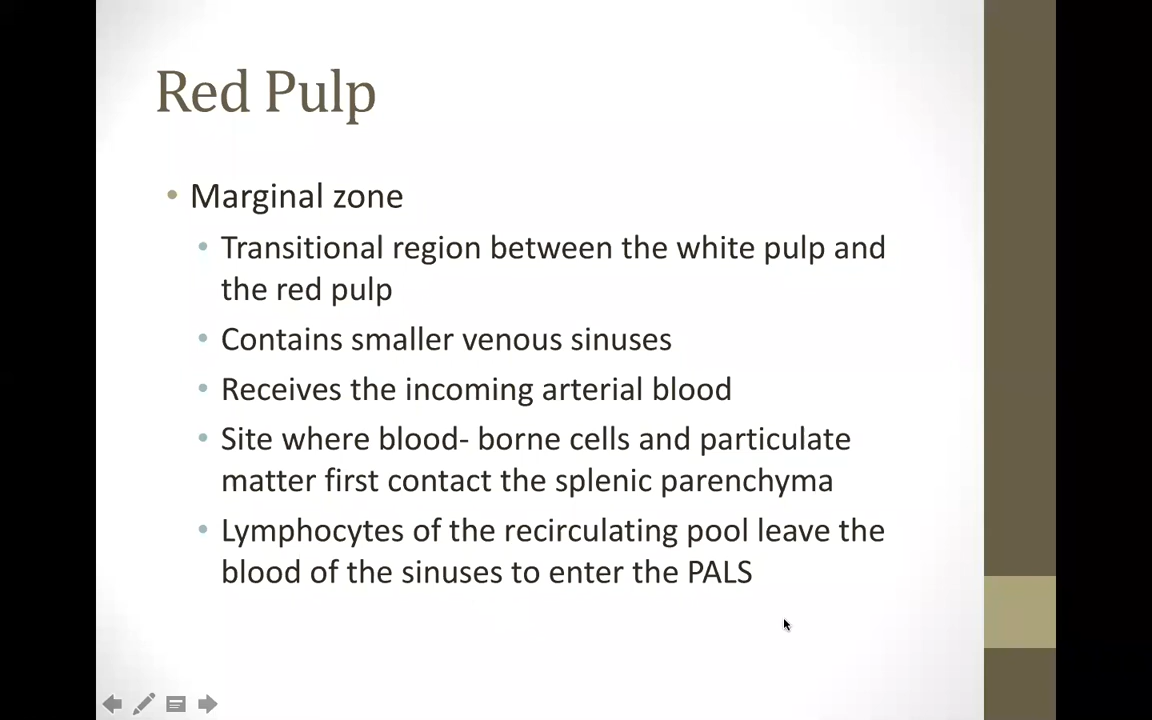 Red Pulp
• Marginal zone
• Transitional region between the white pulp and
the red pulp
• Contains smaller venous sinuses
• Receives the incoming arterial blood
• Site where blood- borne cells and particulate
matter first contact the splenic parenchyma
• Lymphocytes of the recirculating pool leave the
blood of the sinuses to enter the PALS